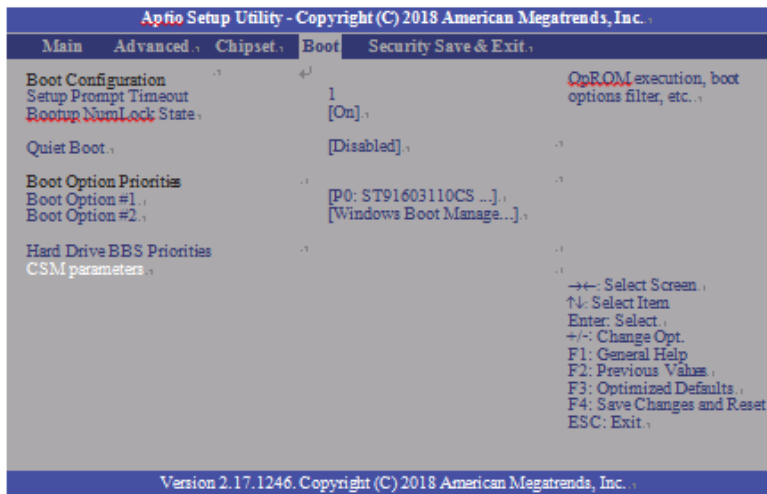 Aptio Setup Utility - Copyright (C) 2018 American Megatrends, Inc.
Main Advanced Chipset Boot Security Save & Exit
Boot Configuration
Setup Prompt Timeout 1
Bootup NumLock State [On]
Quiet Boot [Disabled]
Boot Option Priorities
Boot Option #1 [P0: ST91603110CS ...]
Boot Option #2 [Windows Boot Manage...]
Hard Drive BBS Priorities
CSM parameters
OpROM execution, boot
options filter, etc.
→←: Select Screen
↑↓: Select Item
Enter: Select
+/-: Change Opt.
F1: General Help
F2: Previous Values
F3: Optimized Defaults
F4: Save Changes and Reset
ESC: Exit
Version 2.17.1246. Copyright (C) 2018 American Megatrends, Inc.